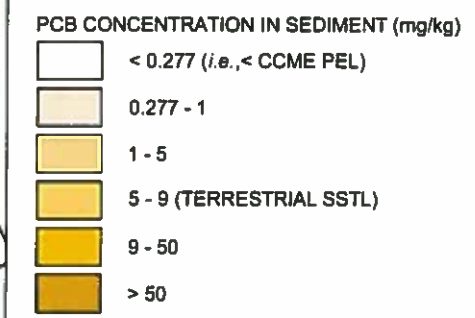 PCB CONCENTRATION IN SEDIMENT (mg/kg)
< 0.277 (i.e.,< CCME PEL)
0.277 - 1
1 - 5
5 - 9 (TERRESTRIAL SSTL)
9 - 50
> 50